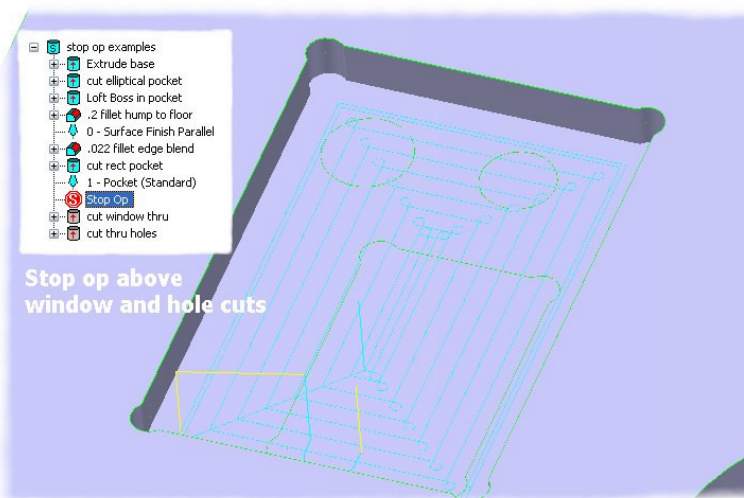 stop op examples
Extrude base
cut elliptical pocket
Loft Boss in pocket
.2 fillet hump to floor
0 - Surface Finish Parallel
.022 fillet edge blend
cut rect pocket
1 - Pocket (Standard)
Stop Op
cut window thru
cut thru holes
Stop op above
window and hole cuts